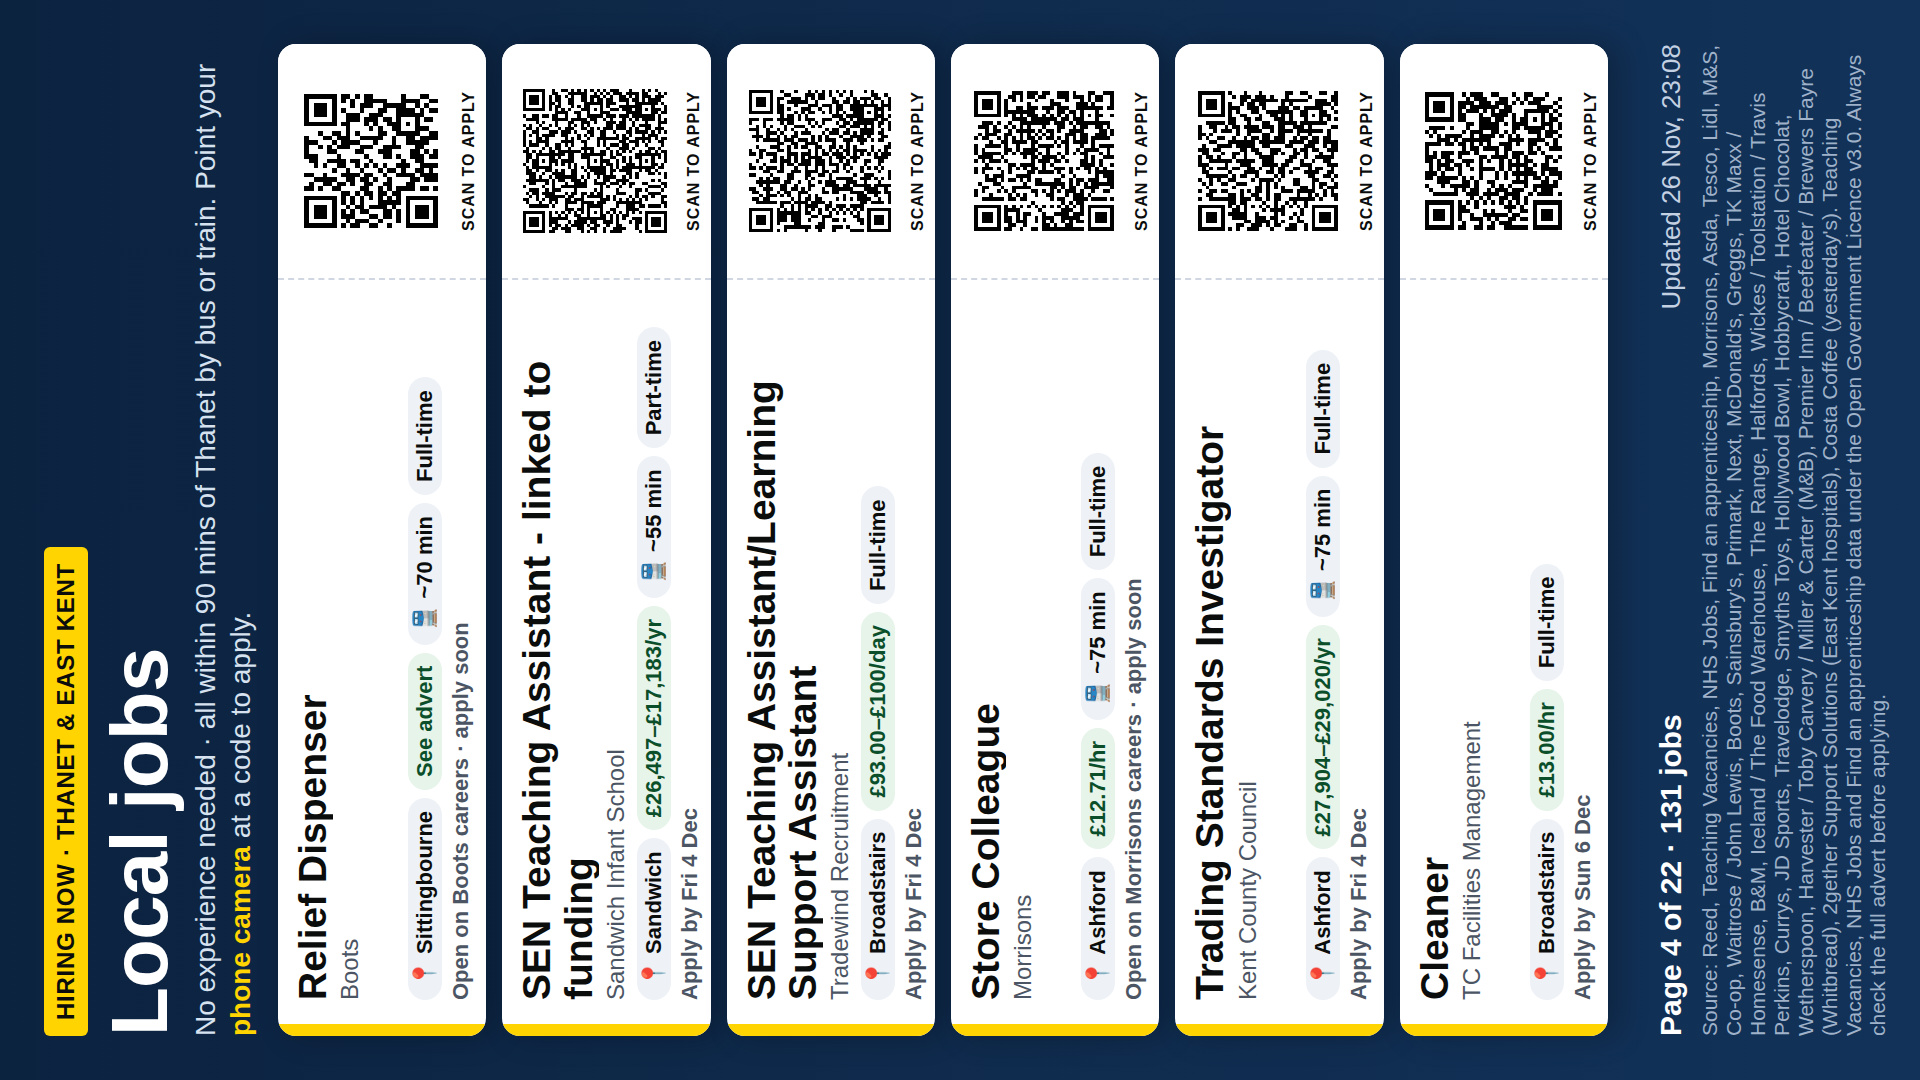 HIRING NOW · THANET & EAST KENT
Local jobs
No experience needed · all within 90 mins of Thanet by bus or train. Point your
phone camera at a code to apply.
Relief Dispenser
Boots
📍 Sittingbourne See advert 🚆 ~70 min Full-time
Open on Boots careers · apply soon
SCAN TO APPLY
SEN Teaching Assistant - linked to
funding
Sandwich Infant School
📍 Sandwich £26,497–£17,183/yr 🚆 ~55 min Part-time
Apply by Fri 4 Dec
SCAN TO APPLY
SEN Teaching Assistant/Learning
Support Assistant
Tradewind Recruitment
📍 Broadstairs £93.00–£100/day Full-time
Apply by Fri 4 Dec
SCAN TO APPLY
Store Colleague
Morrisons
📍 Ashford £12.71/hr 🚆 ~75 min Full-time
Open on Morrisons careers · apply soon
SCAN TO APPLY
Trading Standards Investigator
Kent County Council
📍 Ashford £27,904–£29,020/yr 🚆 ~75 min Full-time
Apply by Fri 4 Dec
SCAN TO APPLY
Cleaner
TC Facilities Management
📍 Broadstairs £13.00/hr Full-time
Apply by Sun 6 Dec
SCAN TO APPLY
Page 4 of 22 · 131 jobs
Updated 26 Nov, 23:08
Source: Reed, Teaching Vacancies, NHS Jobs, Find an apprenticeship, Morrisons, Asda, Tesco, Lidl, M&S,
Co-op, Waitrose / John Lewis, Boots, Sainsbury's, Primark, Next, McDonald's, Greggs, TK Maxx /
Homesense, B&M, Iceland / The Food Warehouse, The Range, Halfords, Wickes / Toolstation / Travis
Perkins, Currys, JD Sports, Travelodge, Smyths Toys, Hollywood Bowl, Hobbycraft, Hotel Chocolat,
Wetherspoon, Harvester / Toby Carvery / Miller & Carter (M&B), Premier Inn / Beefeater / Brewers Fayre
(Whitbread), 2gether Support Solutions (East Kent hospitals), Costa Coffee (yesterday's). Teaching
Vacancies, NHS Jobs and Find an apprenticeship data under the Open Government Licence v3.0. Always
check the full advert before applying.